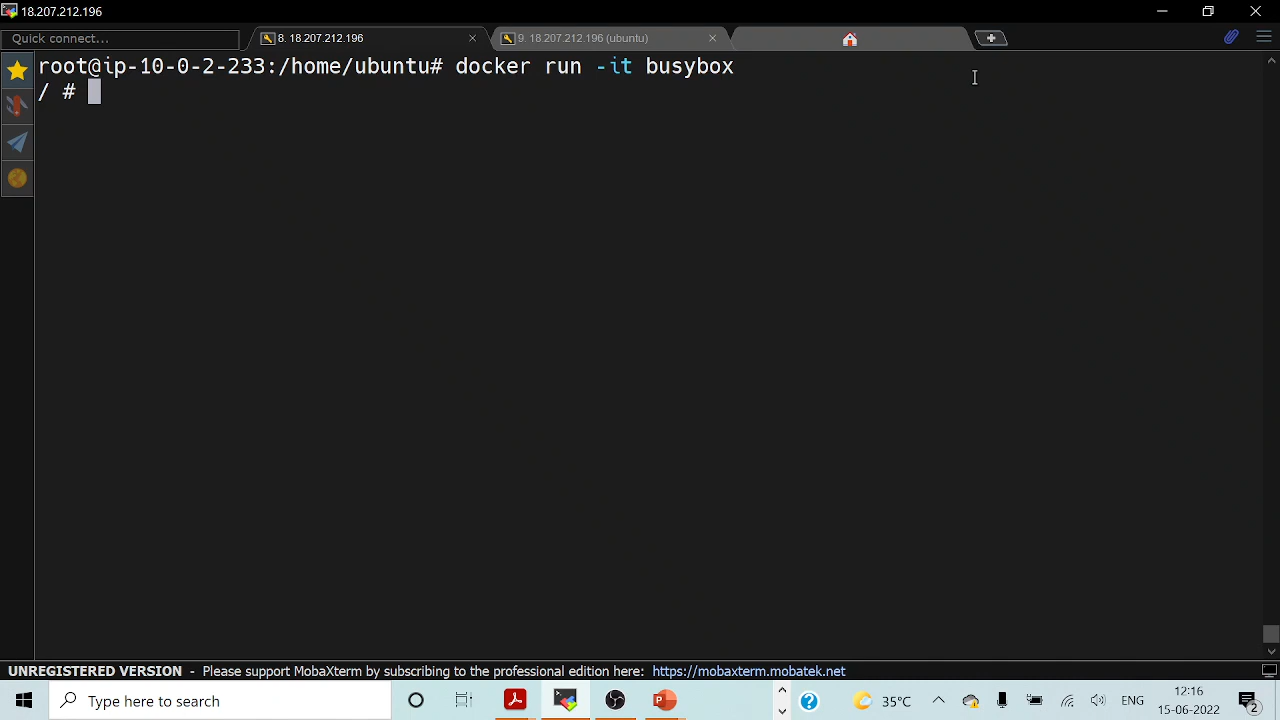 18.207.212.196
Quick connect...
8. 18.207.212.196
9. 18.207.212.196 (ubuntu)
root@ip-10-0-2-233:/home/ubuntu# docker run -it busybox
/ #
UNREGISTERED VERSION - Please support MobaXterm by subscribing to the professional edition here: https://mobaxterm.mobatek.net
Type here to search
35°C
ENG
12:16
15-06-2022
2